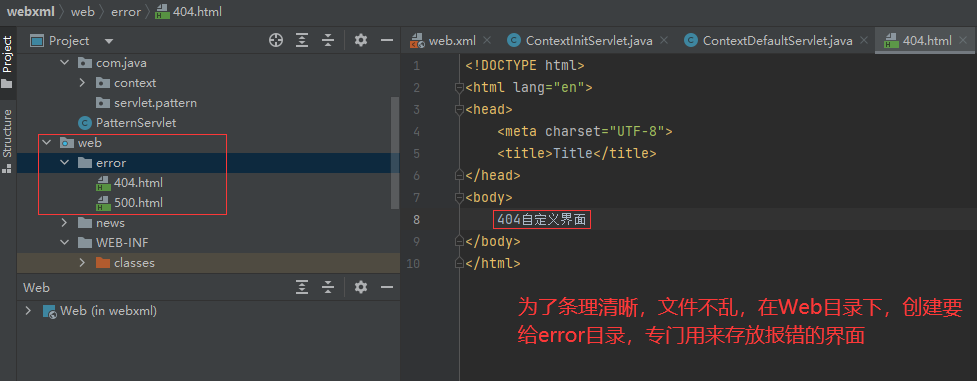 webxml web error 404.html
Project
web.xml ContextInitServlet.java ContextDefaultServlet.java 404.html
Project
Structure
com.java
context
servlet.pattern
PatternServlet
web
error
404.html
500.html
news
WEB-INF
classes
Web
Web (in webxml)
1 <!DOCTYPE html>
2 <html lang="en">
3 <head>
4 <meta charset="UTF-8">
5 <title>Title</title>
6 </head>
7 <body>
8 404自定义界面
9 </body>
10 </html>
为了条理清晰，文件不乱，在Web目录下，创建要
给error目录，专门用来存放报错的界面